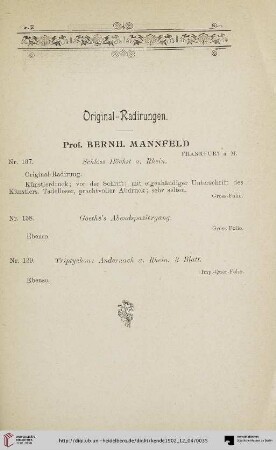 Original-Radirungen.
Prof. BERNH. MANNFELD
FRANKFURT a. M.
Nr. 137. Schloss Höchst a. Rhein.
Original-Radirung.
Künstlerdruck; vor der Schrift; mit eigenhändiger Unterschrift des
Künstlers. Tadelloser, prachtvoller Abdruck; sehr selten.
Gross-Folio.
Nr. 138. Goethe's Abendspaziergang.
Gross-Folio.
Ebenso.
Nr. 139. Triptychon: Andernach a. Rhein. 3 Blatt.
Imp.-Quer-Folio.
Ebenso.